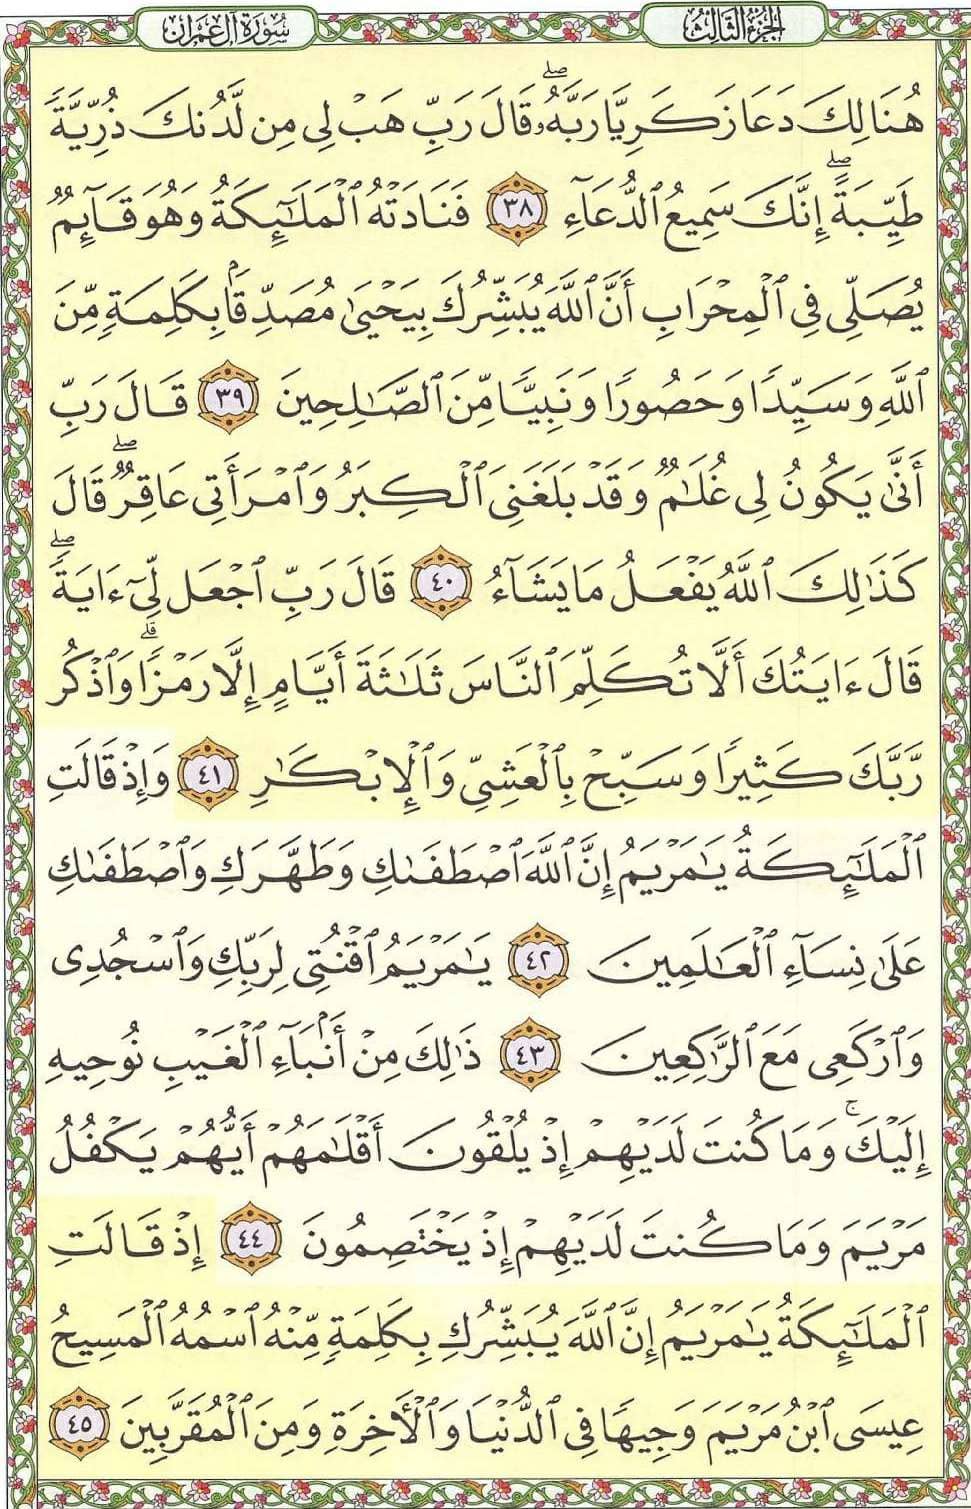 الجزء الثالث
سورة آل عمران
هُنَالِكَ دَعَا زَكَرِيَّا رَبَّهُۥۖ قَالَ رَبِّ هَبۡ لِي مِن لَّدُنكَ ذُرِّيَّةٗ
طَيِّبَةًۖ إِنَّكَ سَمِيعُ ٱلدُّعَآءِ ٣٨ فَنَادَتۡهُ ٱلۡمَلَٰٓئِكَةُ وَهُوَ قَآئِمٞ
يُصَلِّي فِي ٱلۡمِحۡرَابِ أَنَّ ٱللَّهَ يُبَشِّرُكَ بِيَحۡيَىٰ مُصَدِّقَۢا بِكَلِمَةٖ مِّنَ
ٱللَّهِ وَسَيِّدٗا وَحَصُورٗا وَنَبِيّٗا مِّنَ ٱلصَّٰلِحِينَ ٣٩ قَالَ رَبِّ
أَنَّىٰ يَكُونُ لِي غُلَٰمٞ وَقَدۡ بَلَغَنِيَ ٱلۡكِبَرُ وَٱمۡرَأَتِي عَاقِرٞۖ قَالَ
كَذَٰلِكَ ٱللَّهُ يَفۡعَلُ مَا يَشَآءُ ٤٠ قَالَ رَبِّ ٱجۡعَل لِّيٓ ءَايَةٗۖ
قَالَ ءَايَتُكَ أَلَّا تُكَلِّمَ ٱلنَّاسَ ثَلَٰثَةَ أَيَّامٍ إِلَّا رَمۡزٗاۗ وَٱذۡكُر
رَّبَّكَ كَثِيرٗا وَسَبِّحۡ بِٱلۡعَشِيِّ وَٱلۡإِبۡكَٰرِ ٤١ وَإِذۡ قَالَتِ
ٱلۡمَلَٰٓئِكَةُ يَٰمَرۡيَمُ إِنَّ ٱللَّهَ ٱصۡطَفَىٰكِ وَطَهَّرَكِ وَٱصۡطَفَىٰكِ
عَلَىٰ نِسَآءِ ٱلۡعَٰلَمِينَ ٤٢ يَٰمَرۡيَمُ ٱقۡنُتِي لِرَبِّكِ وَٱسۡجُدِي
وَٱرۡكَعِي مَعَ ٱلرَّٰكِعِينَ ٤٣ ذَٰلِكَ مِنۡ أَنۢبَآءِ ٱلۡغَيۡبِ نُوحِيهِ
إِلَيۡكَۚ وَمَا كُنتَ لَدَيۡهِمۡ إِذۡ يُلۡقُونَ أَقۡلَٰمَهُمۡ أَيُّهُمۡ يَكۡفُلُ
مَرۡيَمَ وَمَا كُنتَ لَدَيۡهِمۡ إِذۡ يَخۡتَصِمُونَ ٤٤ إِذۡ قَالَتِ
ٱلۡمَلَٰٓئِكَةُ يَٰمَرۡيَمُ إِنَّ ٱللَّهَ يُبَشِّرُكِ بِكَلِمَةٖ مِّنۡهُ ٱسۡمُهُ ٱلۡمَسِيحُ
عِيسَى ٱبۡنُ مَرۡيَمَ وَجِيهٗا فِي ٱلدُّنۡيَا وَٱلۡأٓخِرَةِ وَمِنَ ٱلۡمُقَرَّبِينَ ٤٥